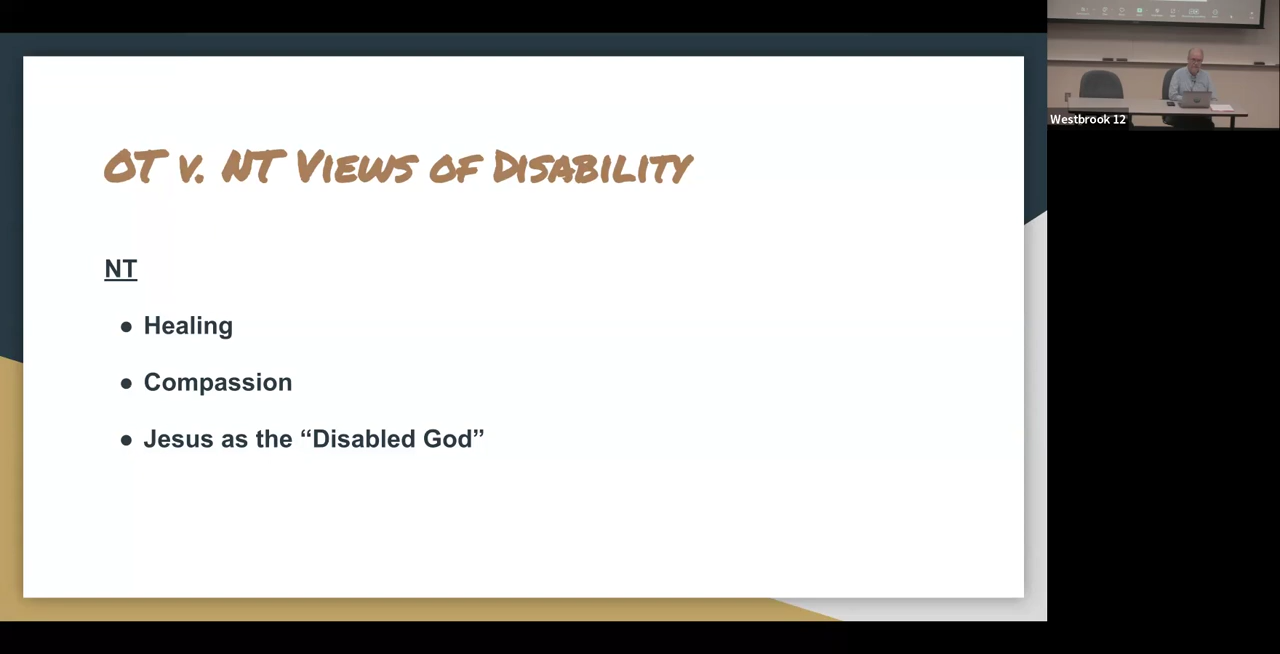 OT v. NT Views of Disability
NT
● Healing
● Compassion
● Jesus as the “Disabled God”
Westbrook 12